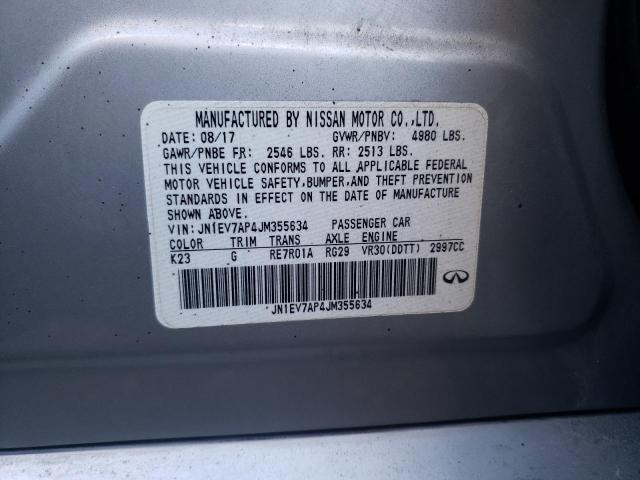 MANUFACTURED BY NISSAN MOTOR CO.,LTD.
DATE: 08/17 GVWR/PNBV: 4980 LBS.
GAWR/PNBE FR: 2546 LBS. RR: 2513 LBS.
THIS VEHICLE CONFORMS TO ALL APPLICABLE FEDERAL
MOTOR VEHICLE SAFETY,BUMPER,AND THEFT PREVENTION
STANDARDS IN EFFECT ON THE DATE OF MANUFACTURE
SHOWN ABOVE.
VIN: JN1EV7AP4JM355634 PASSENGER CAR
COLOR TRIM TRANS AXLE ENGINE
K23 G RE7R01A RG29 VR30(DDTT) 2997CC
JN1EV7AP4JM355634